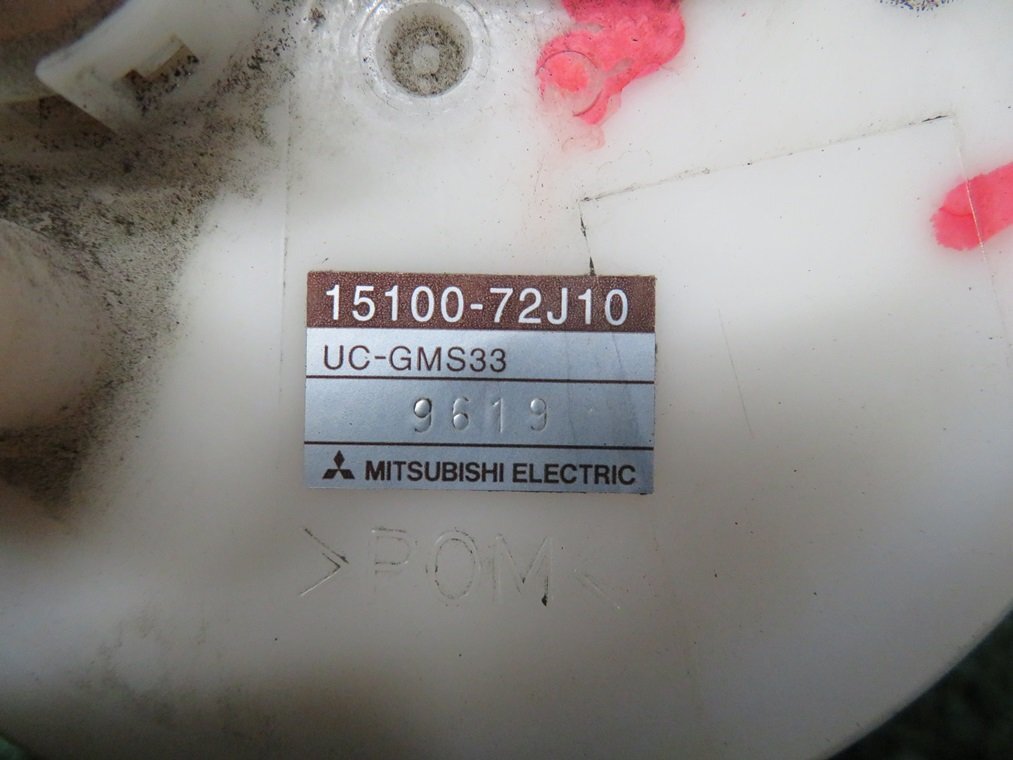 15100-72J10
UC-GMS33
9619
MITSUBISHI ELECTRIC
>POM<